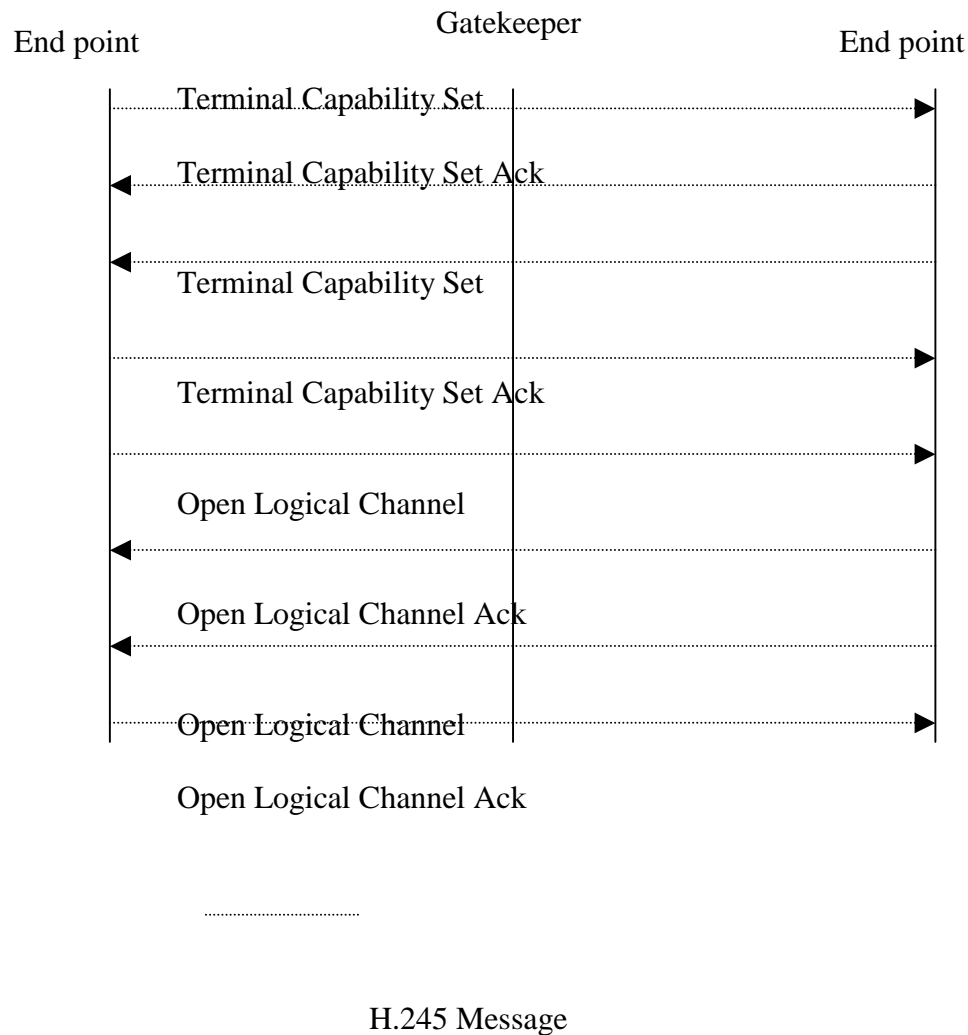 Gatekeeper
End point
End point
Terminal Capability Set
Terminal Capability Set Ack
Terminal Capability Set
Terminal Capability Set Ack
Open Logical Channel
Open Logical Channel Ack
Open Logical Channel
Open Logical Channel Ack
H.245 Message